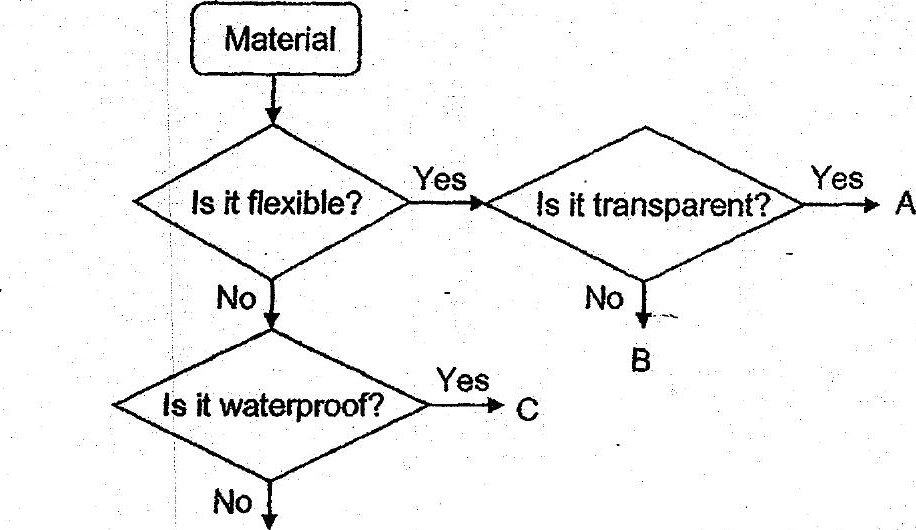 Material
Is it flexible?
Yes
Is it transparent?
Yes
A
No
No
B
Is it waterproof?
Yes
C
No